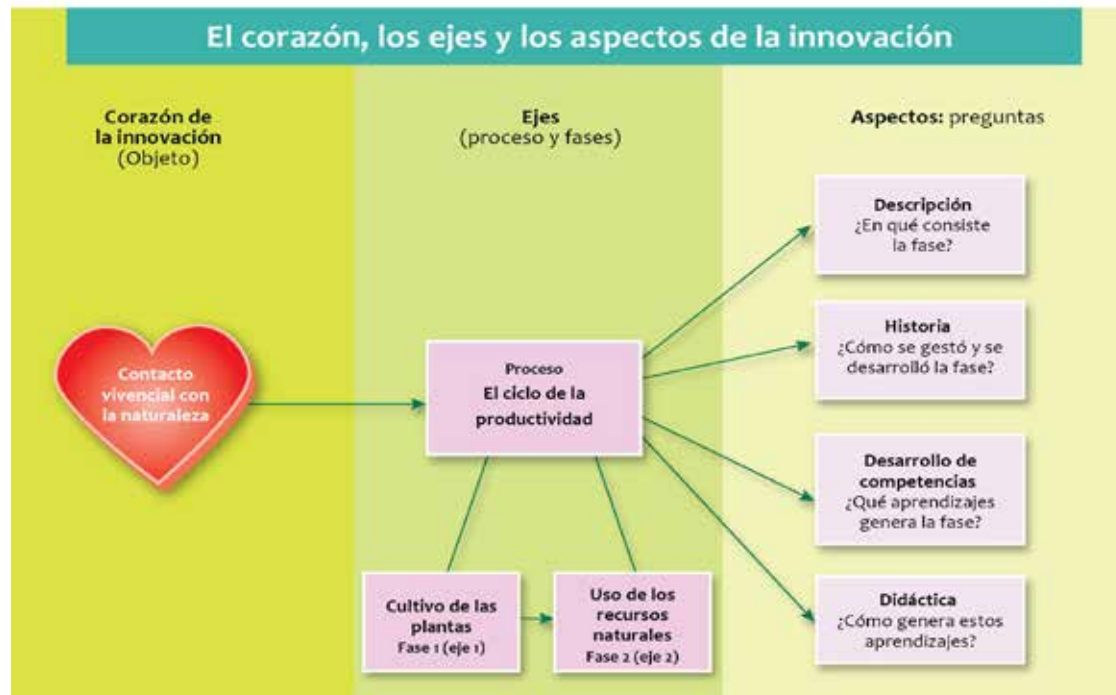 El corazón, los ejes y los aspectos de la innovación
Corazón de
la innovación
(Objeto)
Ejes
(proceso y fases)
Aspectos: preguntas
Contacto
vivencial con
la naturaleza
Proceso
El ciclo de la
productividad
Cultivo de las
plantas
Fase 1 (eje 1)
Uso de los
recursos
naturales
Fase 2 (eje 2)
Descripción
¿En qué consiste
la fase?
Historia
¿Cómo se gestó y se
desarrolló la fase?
Desarrollo de
competencias
¿Qué aprendizajes
genera la fase?
Didáctica
¿Cómo genera estos
aprendizajes?